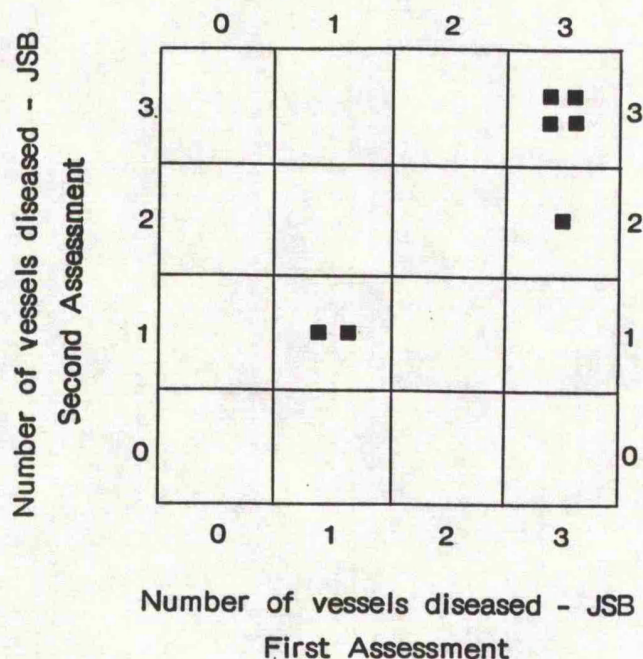 0 1 2 3
Number of vessels diseased - JSB
Second Assessment
3 3
2 2
1 1
0 0
0 1 2 3
Number of vessels diseased - JSB
First Assessment